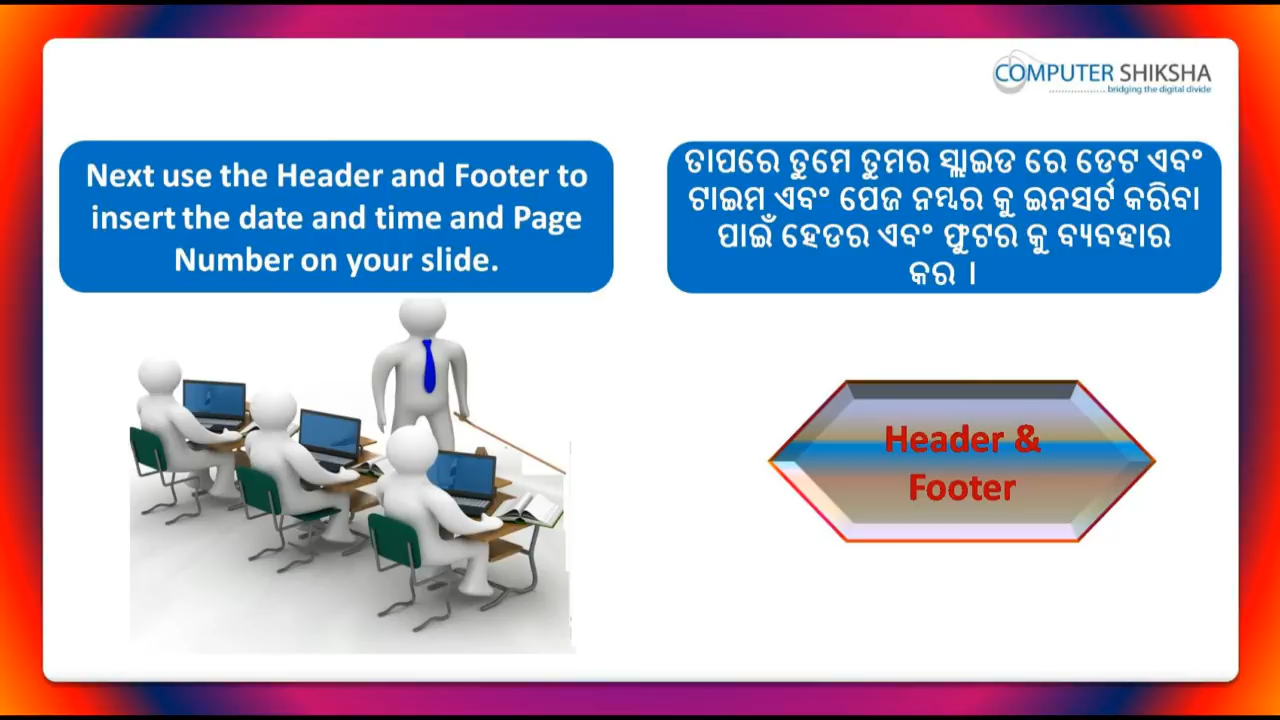 COMPUTER SHIKSHA
bridging the digital divide
Next use the Header and Footer to
insert the date and time and Page
Number on your slide.
ତାପରେ ତୁମେ ତୁମର ସ୍ଲାଇଡ ରେ ଡେଟ ଏବଂ
ଟାଇମ ଏବଂ ପେଜ ନମ୍ବର କୁ ଇନସର୍ଟ କରିବା
ପାଇଁ ହେଡର ଏବଂ ଫୁଟର କୁ ବ୍ୟବହାର
କର ।
Header &
Footer